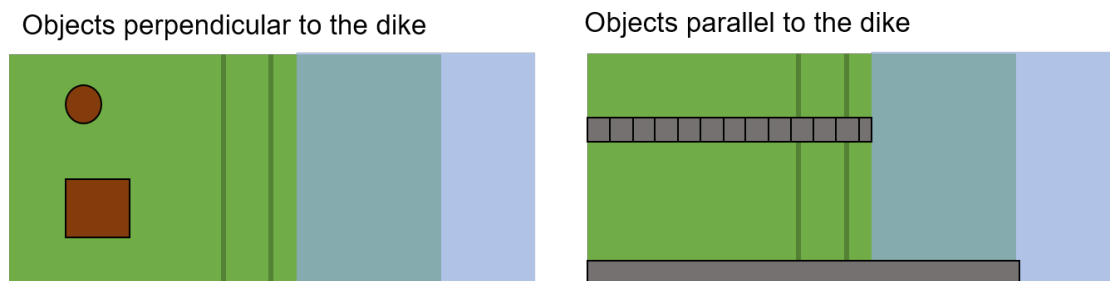 Objects perpendicular to the dike
Objects parallel to the dike